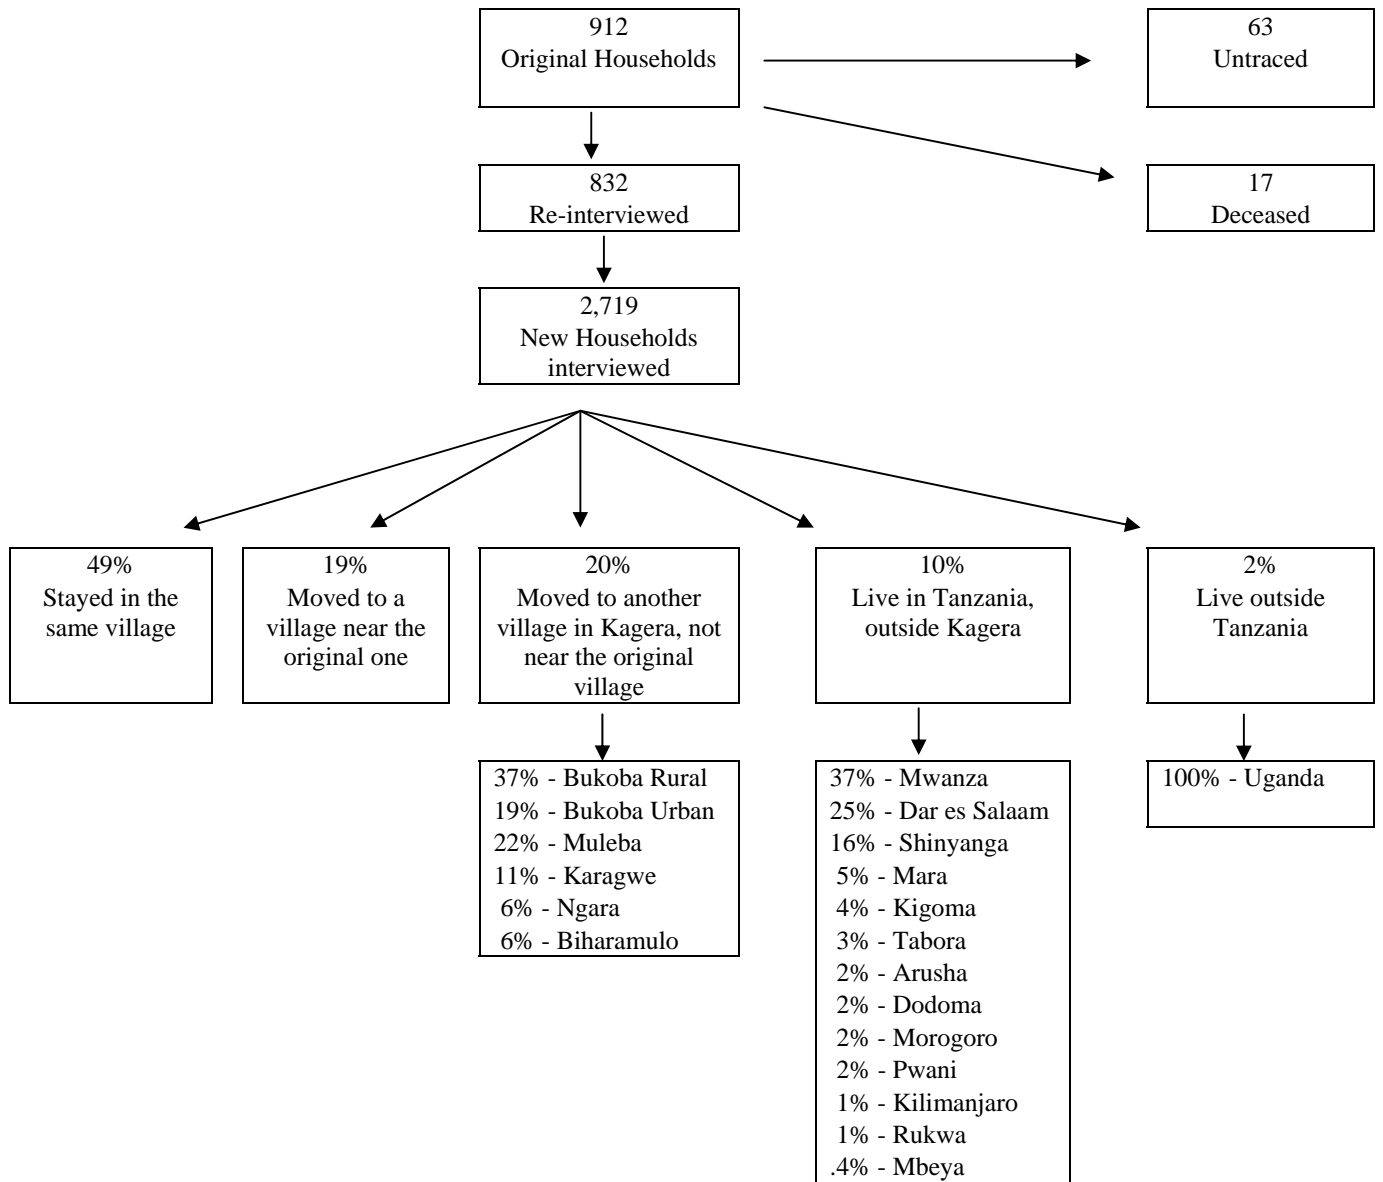 912
Original Households
63
Untraced
832
Re-interviewed
17
Deceased
2,719
New Households
interviewed
49%
Stayed in the
same village
19%
Moved to a
village near the
original one
20%
Moved to another
village in Kagera, not
near the original
village
10%
Live in Tanzania,
outside Kagera
2%
Live outside
Tanzania
37% - Bukoba Rural
19% - Bukoba Urban
22% - Muleba
11% - Karagwe
6% - Ngara
6% - Biharamulo
37% - Mwanza
25% - Dar es Salaam
16% - Shinyanga
5% - Mara
4% - Kigoma
3% - Tabora
2% - Arusha
2% - Dodoma
2% - Morogoro
2% - Pwani
1% - Kilimanjaro
1% - Rukwa
.4% - Mbeya
100% - Uganda